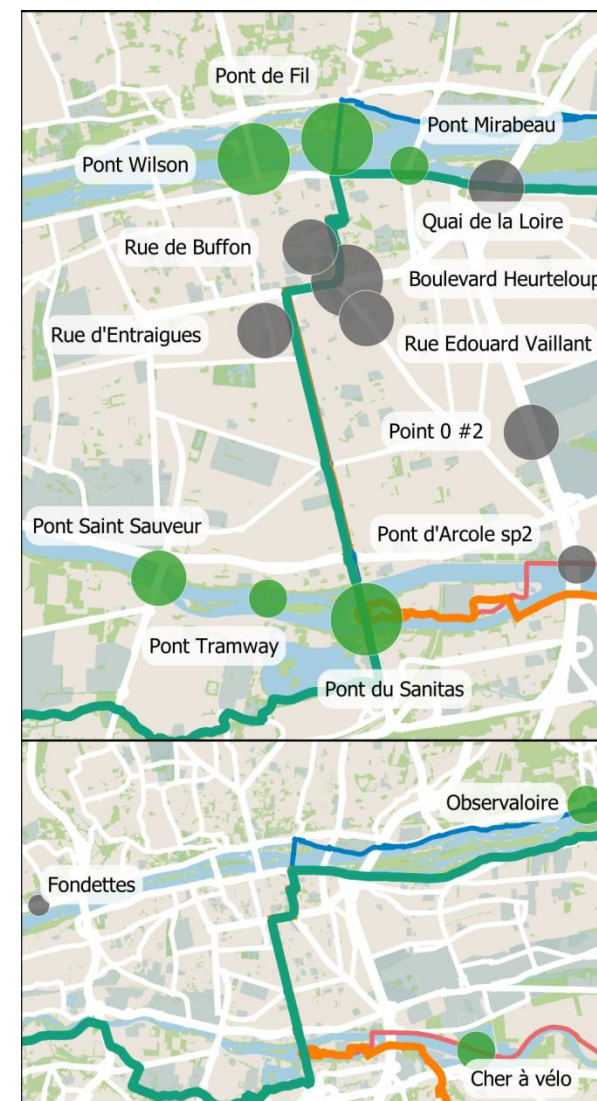 Pont de Fil
Pont Mirabeau
Pont Wilson
Quai de la Loire
Rue de Buffon
Boulevard Heurteloup
Rue d'Entraigues
Rue Edouard Vaillant
Point 0 #2
Pont Saint Sauveur
Pont d'Arcole sp2
Pont Tramway
Pont du Sanitas
Observaloire
Fondettes
Cher à vélo